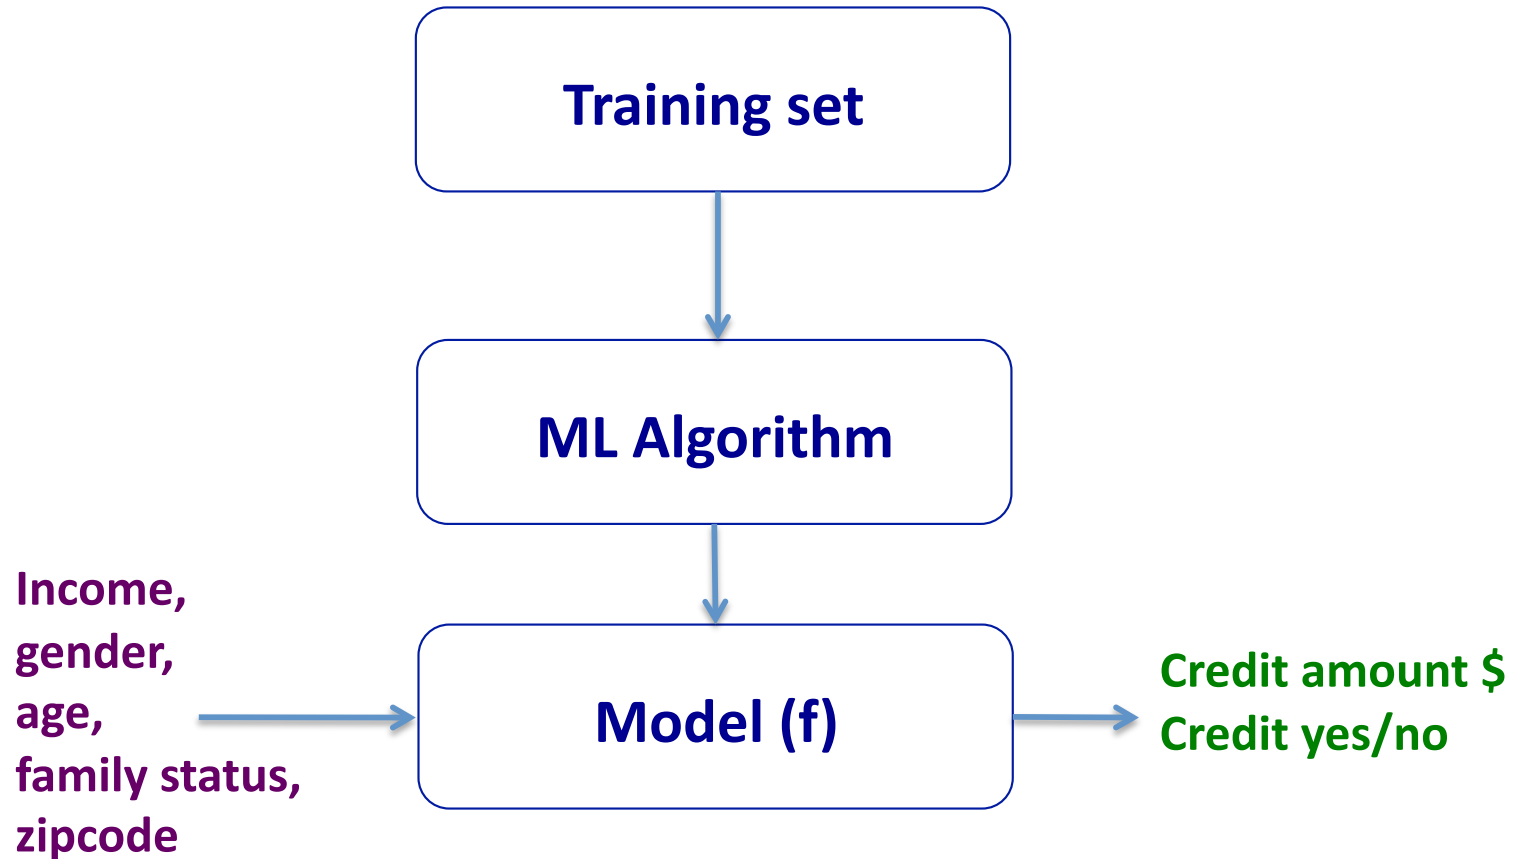 Training set
ML Algorithm
Income,
gender,
age,
family status,
zipcode
Model (f)
Credit amount $
Credit yes/no